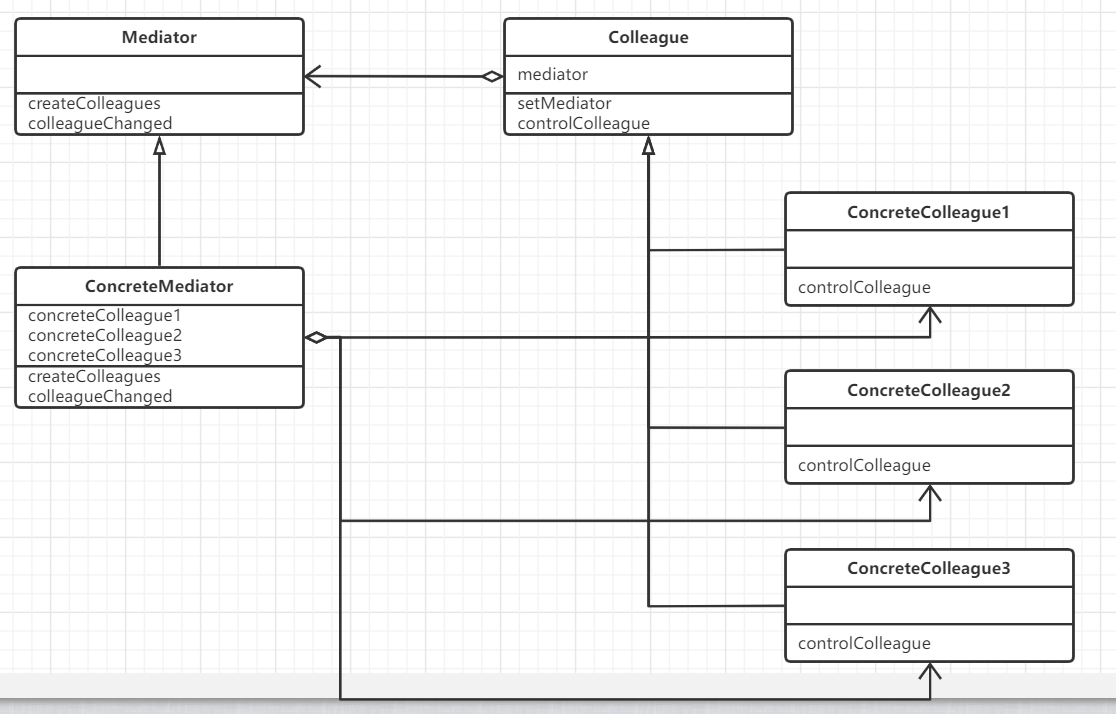 Mediator
createColleagues
colleagueChanged
Colleague
mediator
setMediator
controlColleague
ConcreteColleague1
controlColleague
ConcreteMediator
concreteColleague1
concreteColleague2
concreteColleague3
createColleagues
colleagueChanged
ConcreteColleague2
controlColleague
ConcreteColleague3
controlColleague